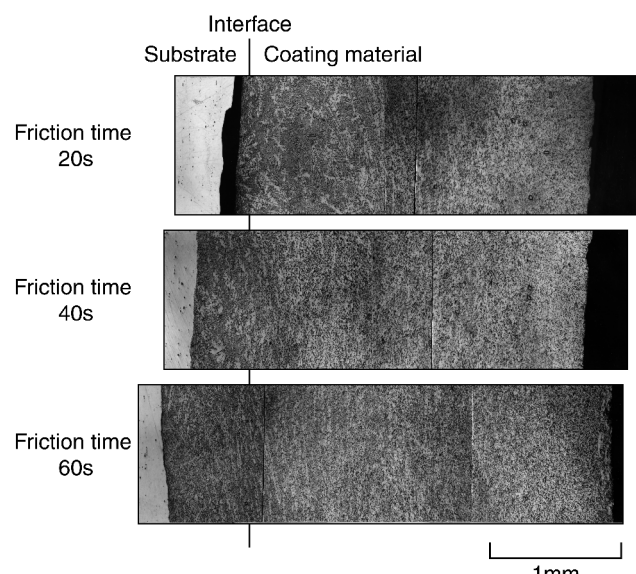 Interface
Substrate
Coating material
Friction time
20s
Friction time
40s
Friction time
60s
1mm